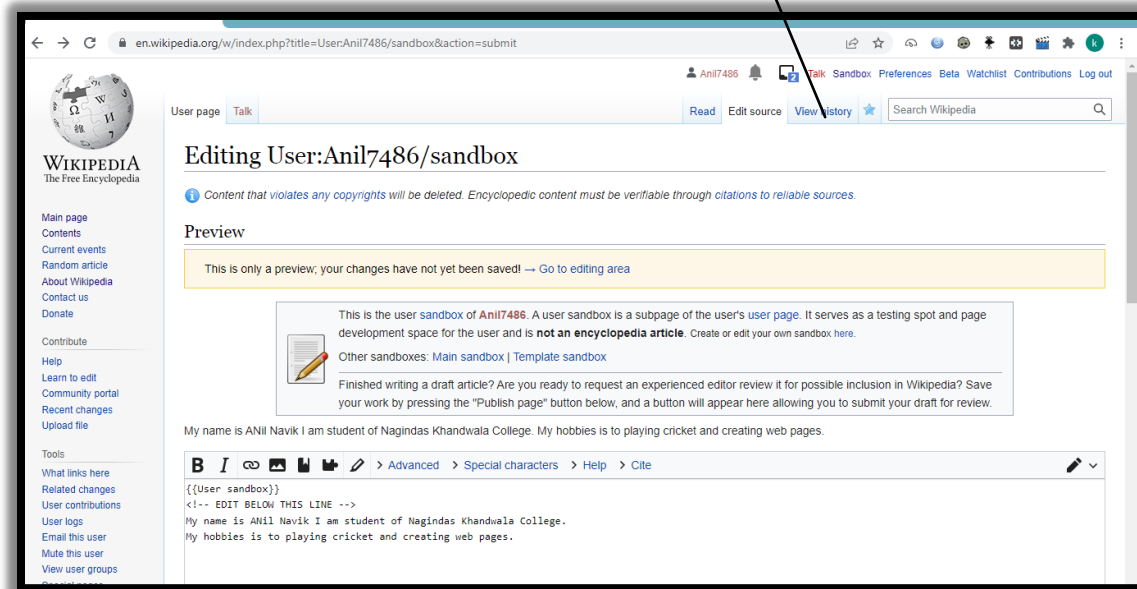 en.wikipedia.org/w/index.php?title=User:Anil7486/sandbox&action=submit
k
Anil7486 2 Talk Sandbox Preferences Beta Watchlist Contributions Log out
User page Talk Read Edit source View history Search Wikipedia
WIKIPEDIA
The Free Encyclopedia
Main page
Contents
Current events
Random article
About Wikipedia
Contact us
Donate
Contribute
Help
Learn to edit
Community portal
Recent changes
Upload file
Tools
What links here
Related changes
User contributions
User logs
Email this user
Mute this user
View user groups
Editing User:Anil7486/sandbox
Content that violates any copyrights will be deleted. Encyclopedic content must be verifiable through citations to reliable sources.
Preview
This is only a preview; your changes have not yet been saved! → Go to editing area
This is the user sandbox of Anil7486. A user sandbox is a subpage of the user's user page. It serves as a testing spot and page
development space for the user and is not an encyclopedia article. Create or edit your own sandbox here.
Other sandboxes: Main sandbox | Template sandbox
Finished writing a draft article? Are you ready to request an experienced editor review it for possible inclusion in Wikipedia? Save
your work by pressing the "Publish page" button below, and a button will appear here allowing you to submit your draft for review.
My name is ANil Navik I am student of Nagindas Khandwala College. My hobbies is to playing cricket and creating web pages.
B I > Advanced > Special characters > Help > Cite
{{User sandbox}}
<!-- EDIT BELOW THIS LINE -->
My name is ANil Navik I am student of Nagindas Khandwala College.
My hobbies is to playing cricket and creating web pages.